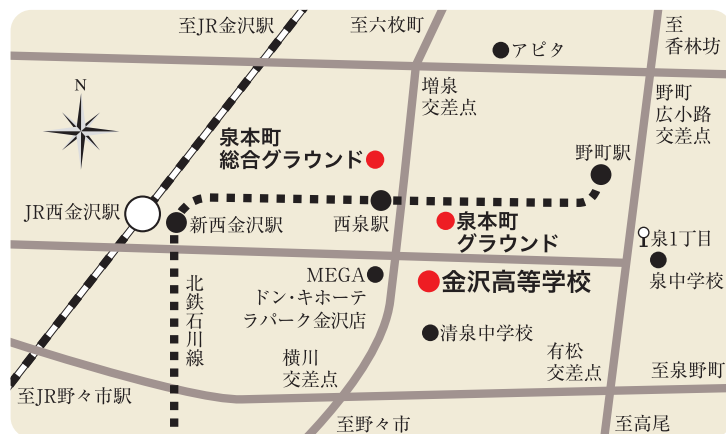 至JR金沢駅
至六枚町
至
香林坊
アピタ
N
増泉
交差点
野町
広小路
交差点
泉本町
総合グラウンド
野町駅
JR西金沢駅
新西金沢駅
西泉駅
泉本町
グラウンド
泉1丁目
泉中学校
MEGA
ドン・キホーテ
ラパーク金沢店
金沢高等学校
北鉄石川線
清泉中学校
横川
交差点
有松
交差点
至泉野町
至JR野々市駅
至野々市
至高尾